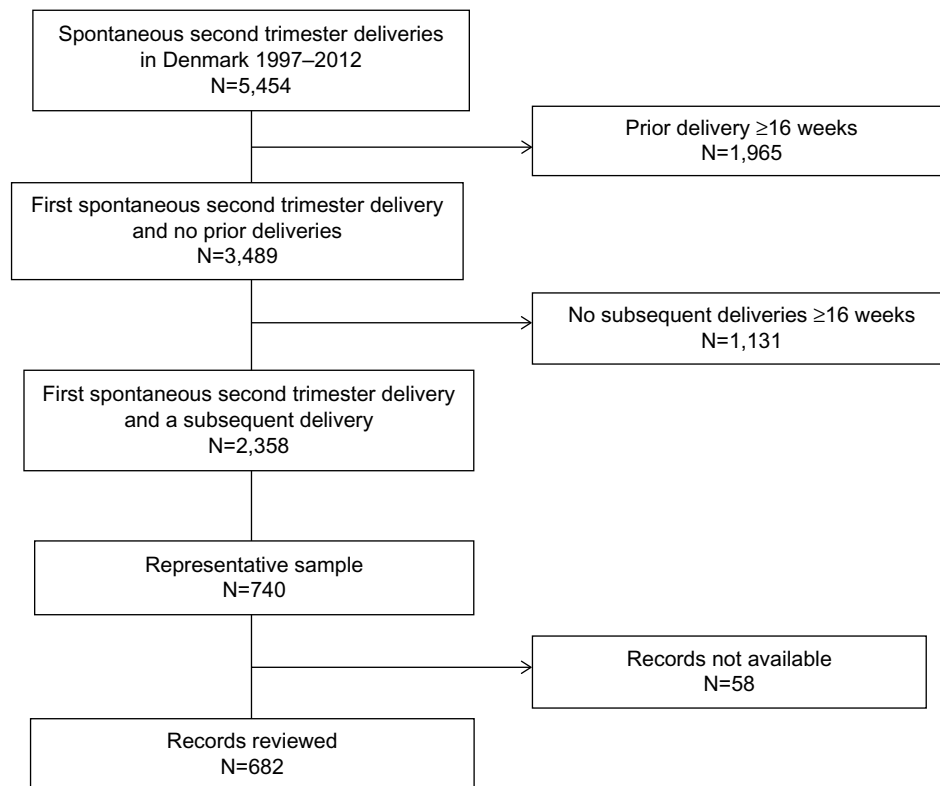 Spontaneous second trimester deliveries
in Denmark 1997–2012
N=5,454
Prior delivery ≥16 weeks
N=1,965
First spontaneous second trimester delivery
and no prior deliveries
N=3,489
No subsequent deliveries ≥16 weeks
N=1,131
First spontaneous second trimester delivery
and a subsequent delivery
N=2,358
Representative sample
N=740
Records not available
N=58
Records reviewed
N=682